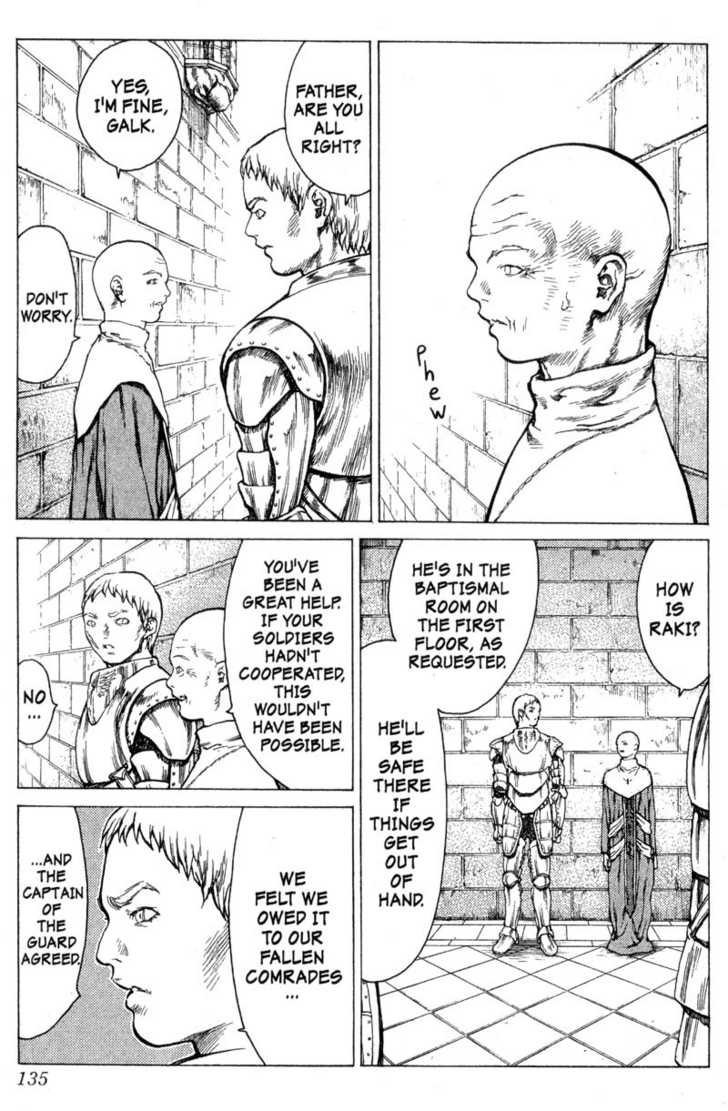 Phew
FATHER,
ARE YOU
ALL
RIGHT?
YES,
I'M FINE,
GALK.
DON'T
WORRY.
HOW
IS
RAKI?
HE'S IN THE
BAPTISMAL
ROOM ON
THE FIRST
FLOOR, AS
REQUESTED.
HE'LL
BE
SAFE
THERE
IF
THINGS
GET
OUT
OF
HAND.
YOU'VE
BEEN A
GREAT HELP.
IF YOUR
SOLDIERS
HADN'T
COOPERATED,
THIS
WOULDN'T
HAVE BEEN
POSSIBLE.
NO
...
WE
FELT WE
OWED IT
TO OUR
FALLEN
COMRADES
...
...AND
THE
CAPTAIN
OF
THE
GUARD
AGREED.
135